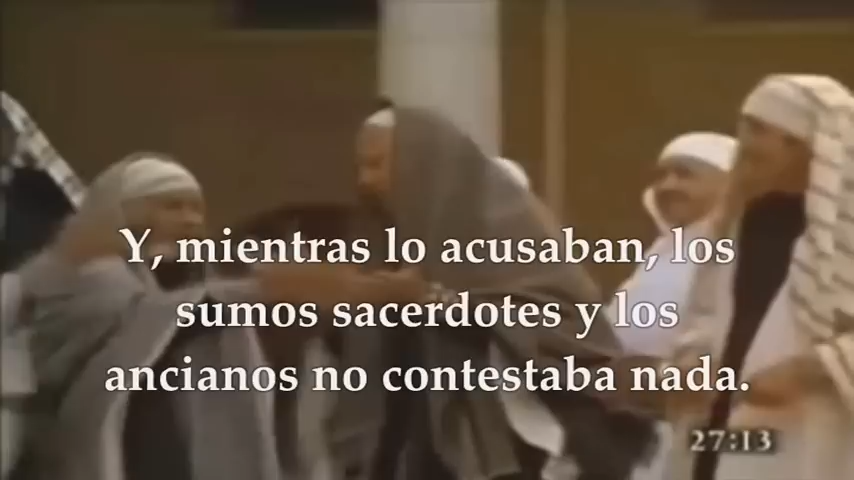 Y, mientras lo acusaban, los
sumos sacerdotes y los
ancianos no contestaba nada.
27:13